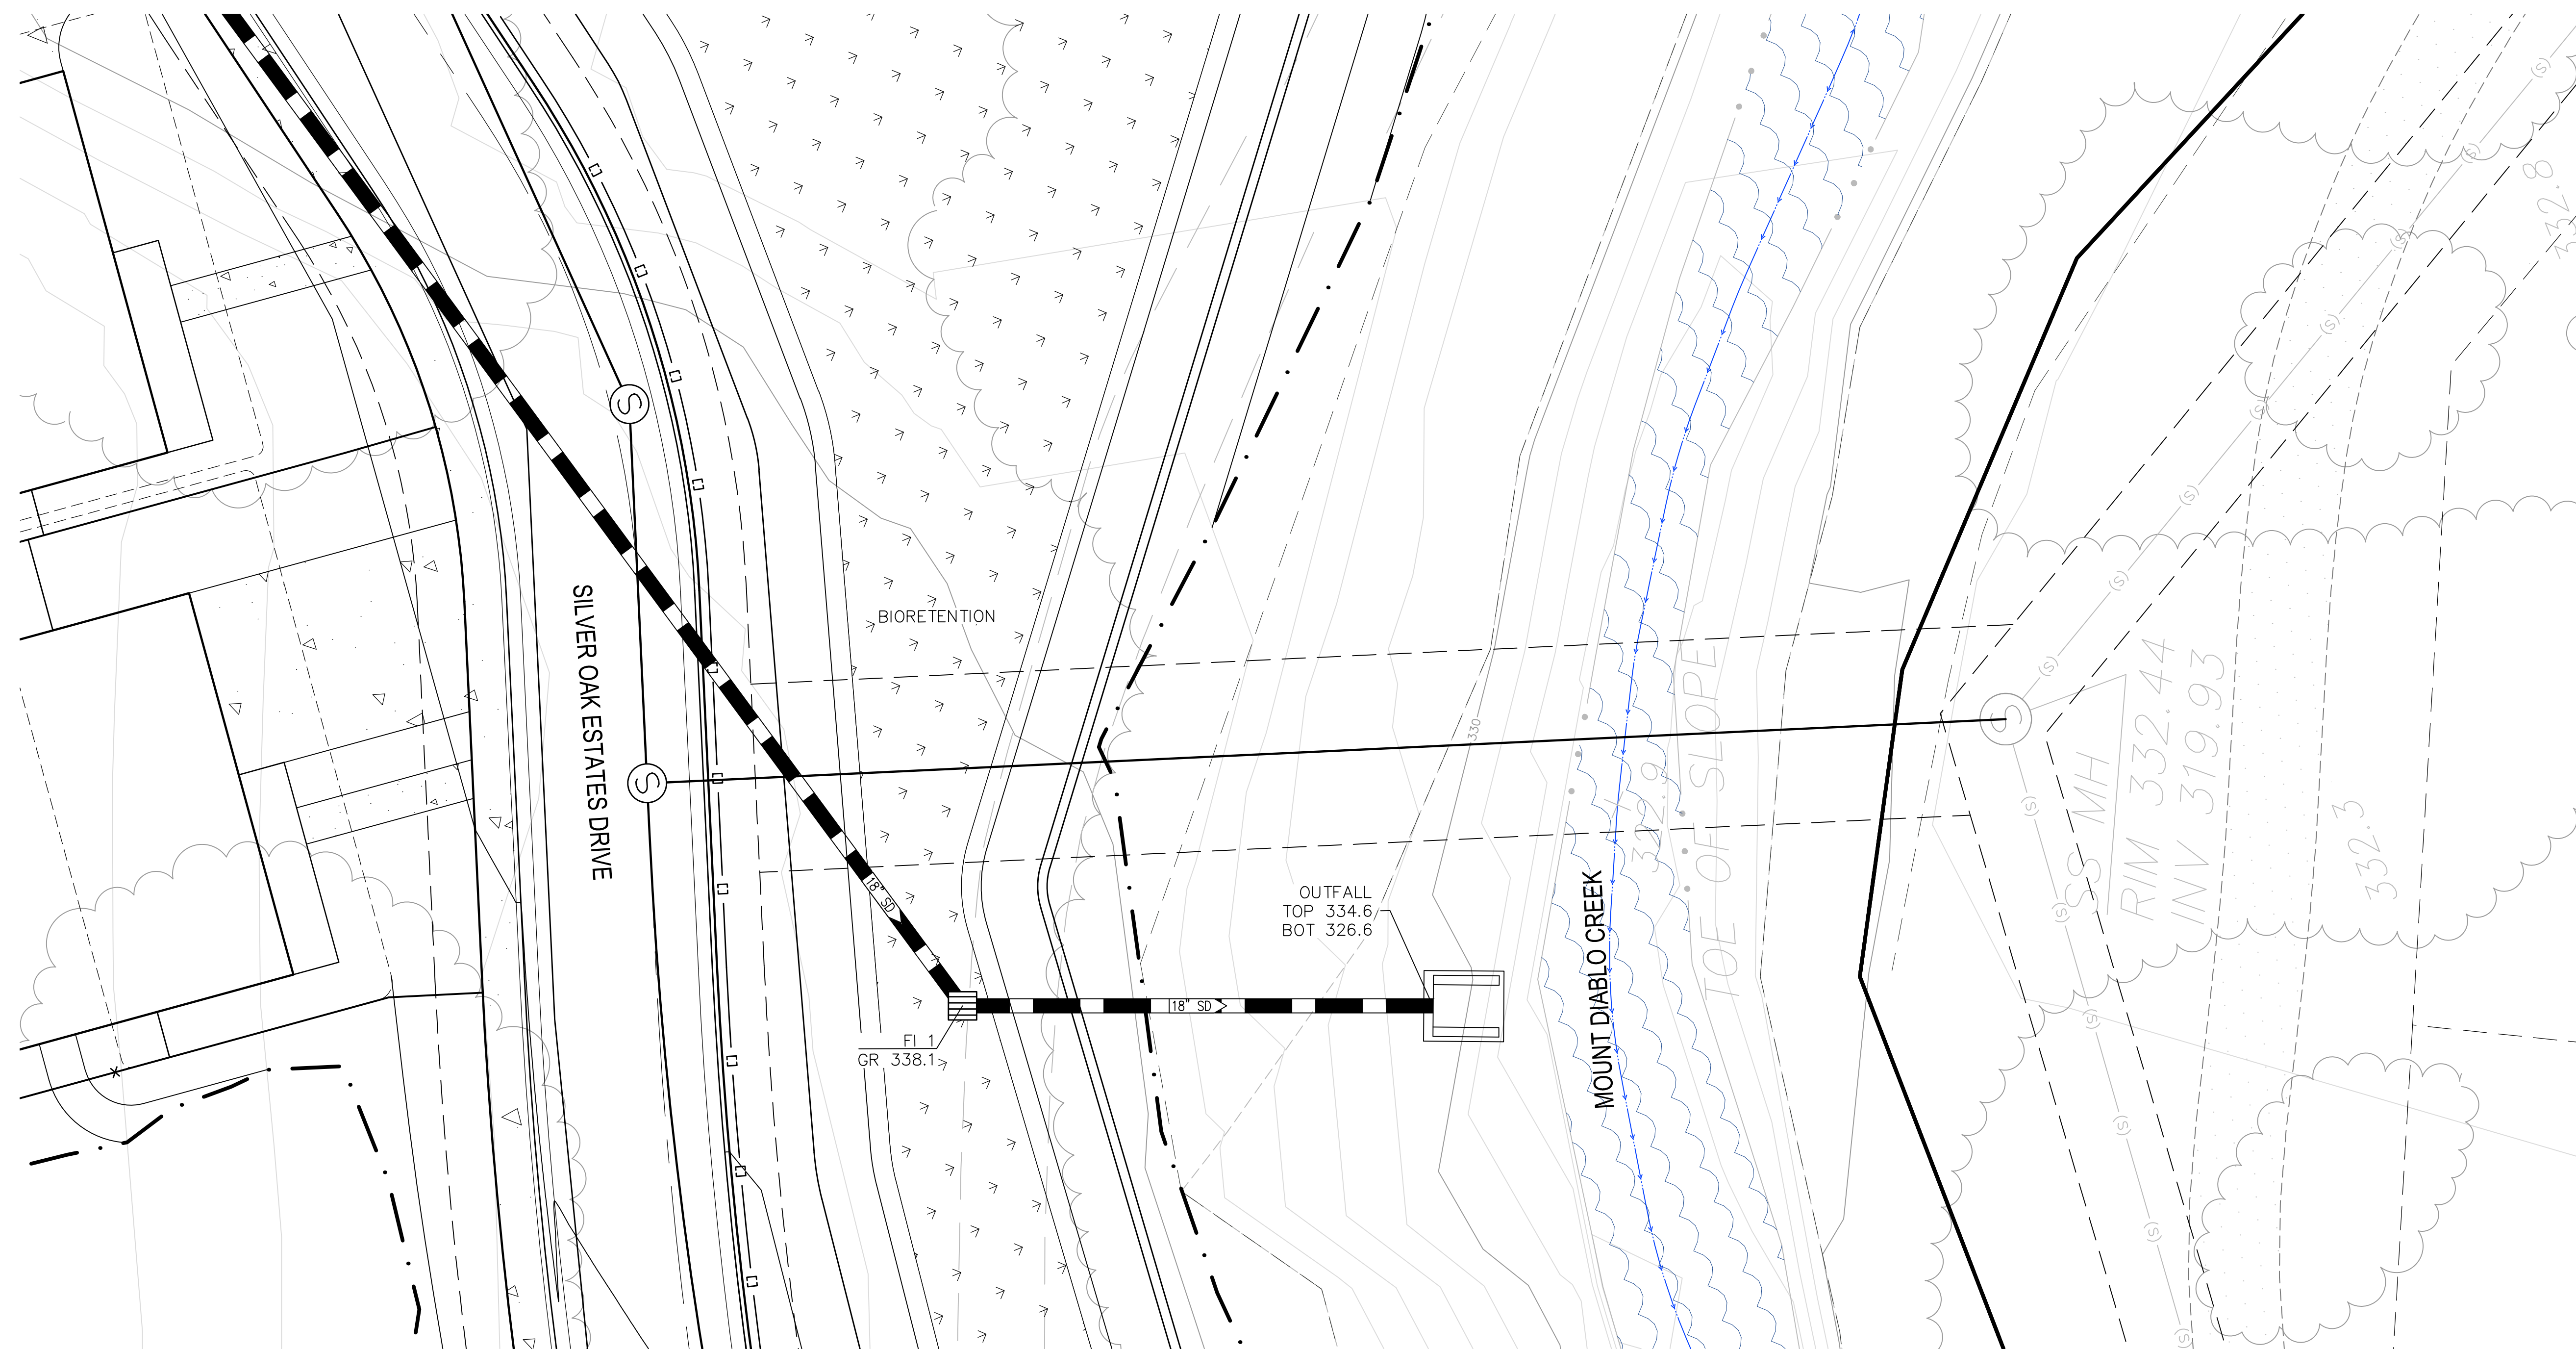 SILVER OAK ESTATES DRIVE
BIORETENTION
18" SD
FI 1
GR 338.1
18" SD
OUTFALL
TOP 334.6
BOT 326.6
330
MOUNT DIABLO CREEK
312.9
TOE OF SLOPE
SS MH
RIM 332.44
INV 319.93
332.3
332.8
S
S
(S)
(S)
(S)
(S)
(S)
(S)
(S)
(S)
(S)
(S)
(S)
(S)
(S)
(S)